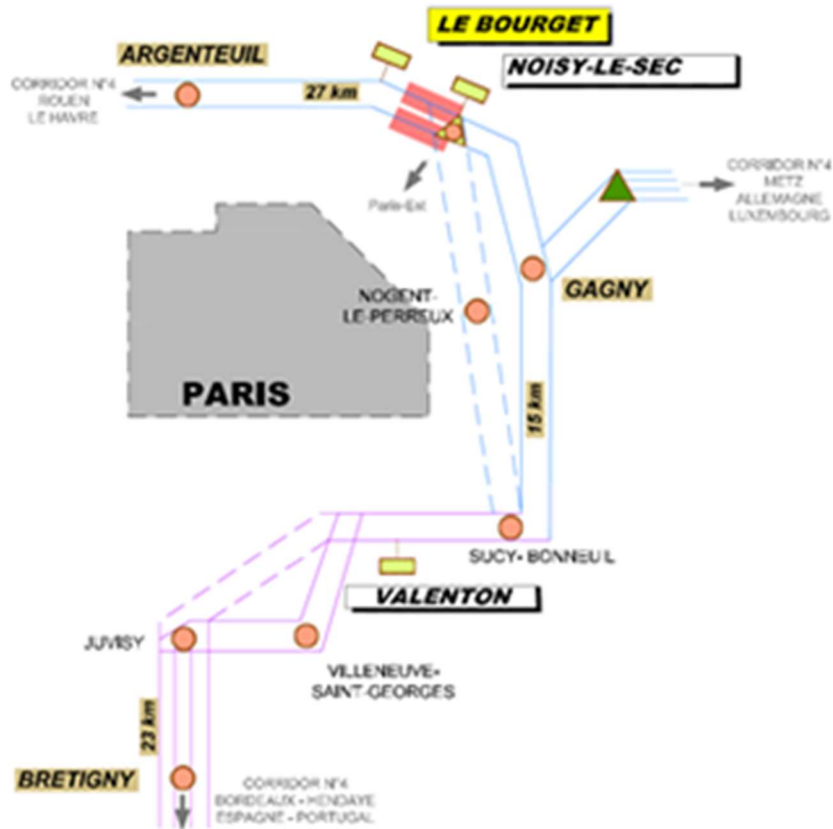 LE BOURGET
NOISY-LE-SEC
ARGENTEUIL
CORRIDOR N°4
ROUEN
LE HAVRE
27 km
Paris-Est
CORRIDOR N°4
METZ
ALLEMAGNE
LUXEMBOURG
GAGNY
NOGENT-
LE-PERREUX
PARIS
15 km
SUCY- BONNEUIL
VALENTON
JUVISY
VILLENEUVE-
SAINT-GEORGES
23 km
BRETIGNY
CORRIDOR N°4
BORDEAUX - HENDAYE
ESPAGNE - PORTUGAL